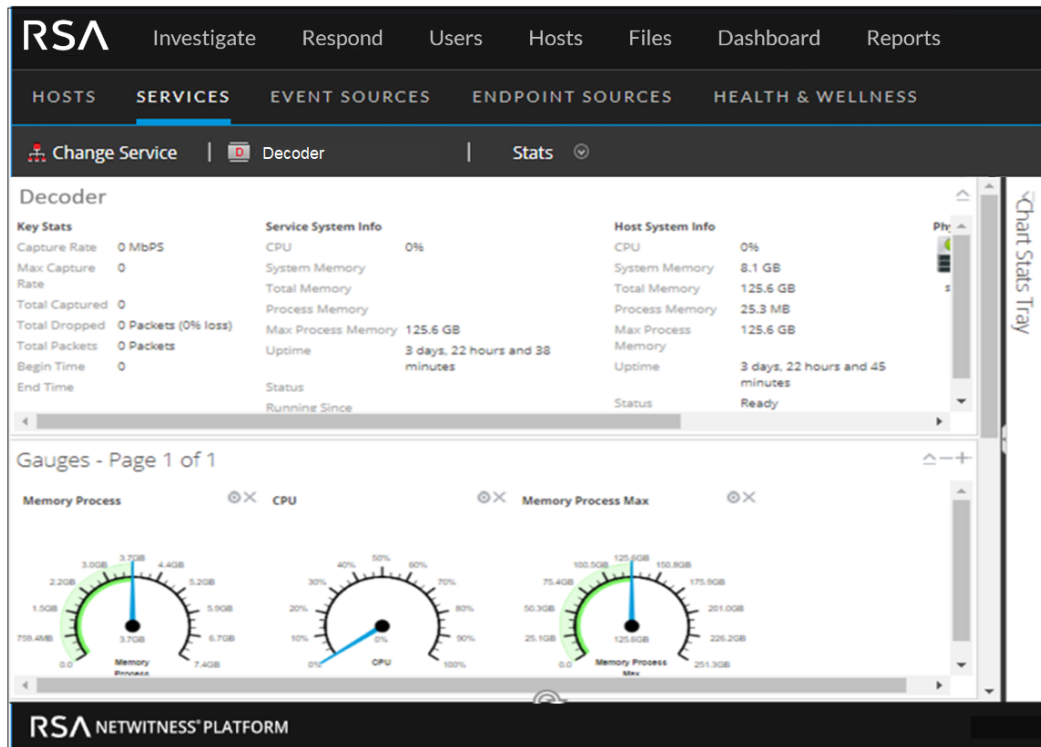 RSA Investigate Respond Users Hosts Files Dashboard Reports
HOSTS SERVICES EVENT SOURCES ENDPOINT SOURCES HEALTH & WELLNESS
Change Service | D Decoder | Stats
Decoder
Key Stats
Capture Rate 0 MbPS
Max Capture Rate 0
Total Captured 0
Total Dropped 0 Packets (0% loss)
Total Packets 0 Packets
Begin Time 0
End Time
Service System Info
CPU 0%
System Memory
Total Memory
Process Memory
Max Process Memory 125.6 GB
Uptime 3 days, 22 hours and 38
minutes
Status
Running Since
Host System Info
CPU 0%
System Memory 8.1 GB
Total Memory 125.6 GB
Process Memory 25.3 MB
Max Process Memory 125.6 GB
Uptime 3 days, 22 hours and 45
minutes
Status Ready
Chart Stats Tray
Gauges - Page 1 of 1
Memory Process
0.0 759.4MB 1.5GB 2.2GB 3.0GB 3.7GB 4.4GB 5.2GB 5.9GB 6.7GB 7.4GB
3.7GB
Memory
Process
CPU
0% 10% 20% 30% 40% 50% 60% 70% 80% 90% 100%
0%
CPU
Memory Process Max
0.0 25.1GB 50.3GB 75.4GB 100.5GB 125.6GB 150.8GB 175.9GB 201.0GB 226.2GB 251.3GB
125.6GB
Memory Process
Max
RSA NETWITNESS® PLATFORM